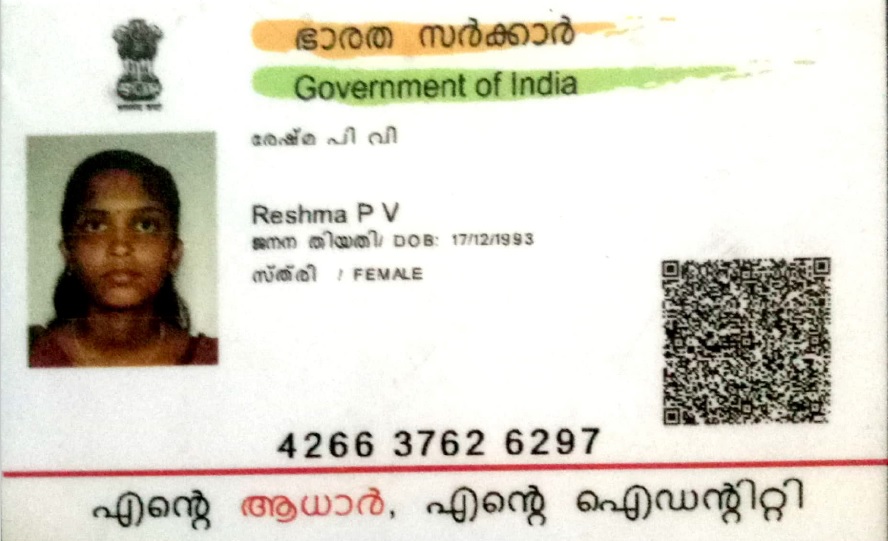 ഭാരത സർക്കാർ
Government of India
രേഷ്മ പി വി
Reshma P V
ജനന തിയതി/ DOB: 17/12/1993
സ്ത്രീ / FEMALE
4266 3762 6297
എന്റെ ആധാർ, എന്റെ ഐഡന്റിറ്റി